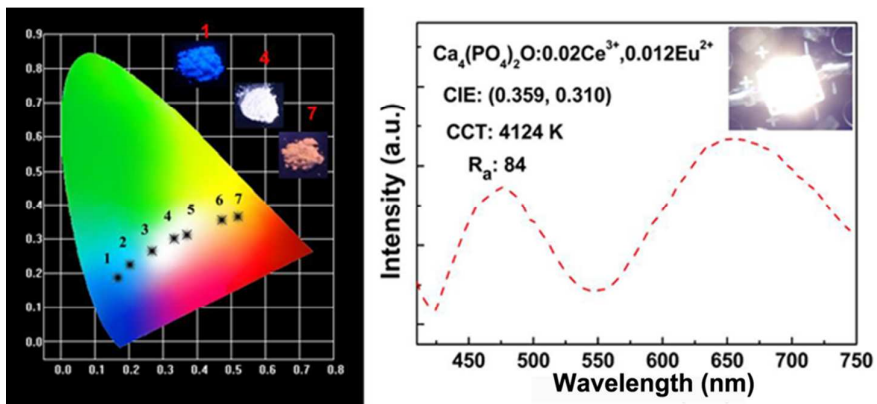 1
4
7
0.9
0.8
0.7
0.6
0.5
0.4
0.3
0.2
0.1
0.0
1
2
3
4
5
6
7
0.0 0.1 0.2 0.3 0.4 0.5 0.6 0.7 0.8
Intensity (a.u.)
Ca₄(PO₄)₂O:0.02Ce³⁺,0.012Eu²⁺
CIE: (0.359, 0.310)
CCT: 4124 K
Rₐ: 84
450 500 550 600 650 700 750
Wavelength (nm)